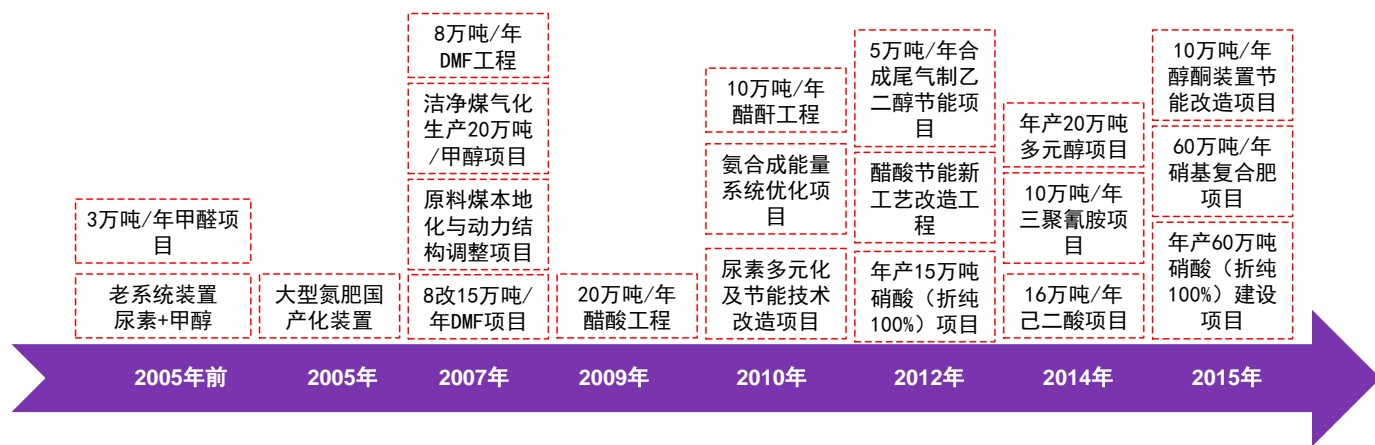 3万吨/年甲醛项
目
老系统装置
尿素+甲醇
2005年前
大型氮肥国
产化装置
2005年
8万吨/年
DMF工程
洁净煤气化
生产20万吨
/甲醇项目
原料煤本地
化与动力结
构调整项目
8改15万吨/
年DMF项目
2007年
20万吨/年
醋酸工程
2009年
10万吨/年
醋酐工程
氨合成能量
系统优化项
目
尿素多元化
及节能技术
改造项目
2010年
5万吨/年合
成尾气制乙
二醇节能项
目
醋酸节能新
工艺改造工
程
年产15万吨
硝酸（折纯
100%）项目
2012年
年产20万吨
多元醇项目
10万吨/年
三聚氰胺项
目
16万吨/年
己二酸项目
2014年
10万吨/年
醇酮装置节
能改造项目
60万吨/年
硝基复合肥
项目
年产60万吨
硝酸（折纯
100%）建设
项目
2015年